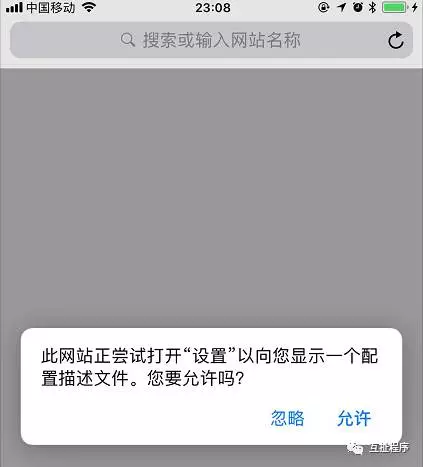 中国移动 23:08
搜索或输入网站名称
此网站正尝试打开“设置”以向您显示一个配
置描述文件。您要允许吗？
忽略 允许
互扯程序